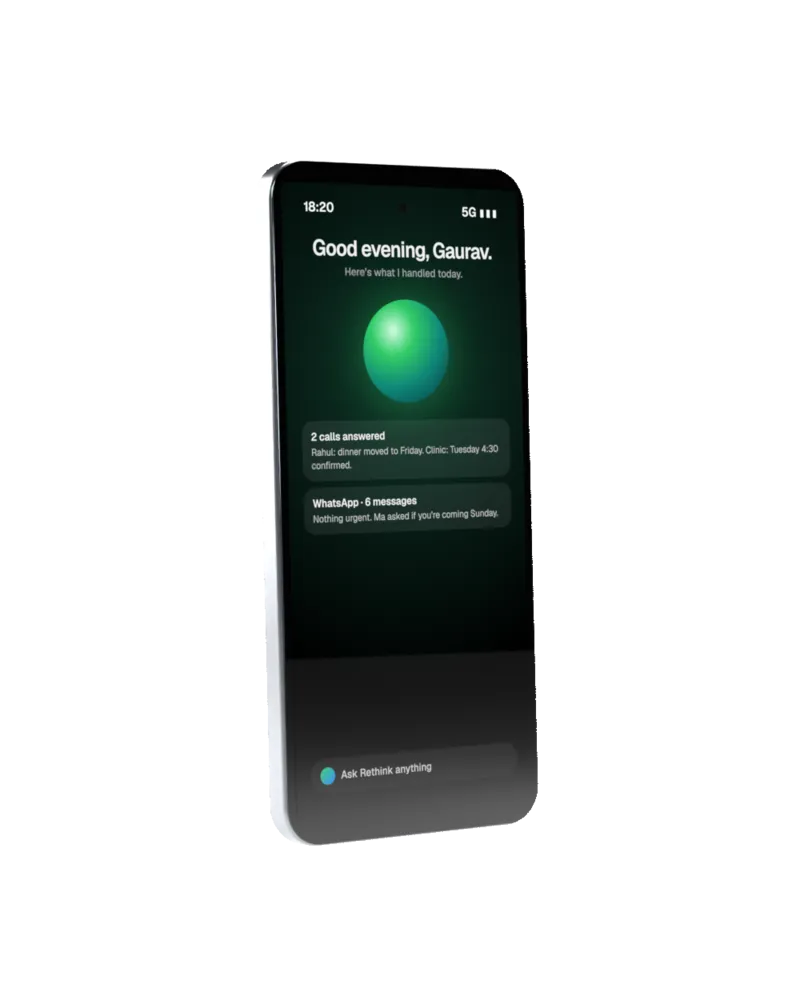 18:20
5G
Good evening, Gaurav.
Here's what I handled today.
2 calls answered
Rahul: dinner moved to Friday. Clinic: Tuesday 4:30
confirmed.
WhatsApp · 6 messages
Nothing urgent. Ma asked if you're coming Sunday.
Ask Rethink anything